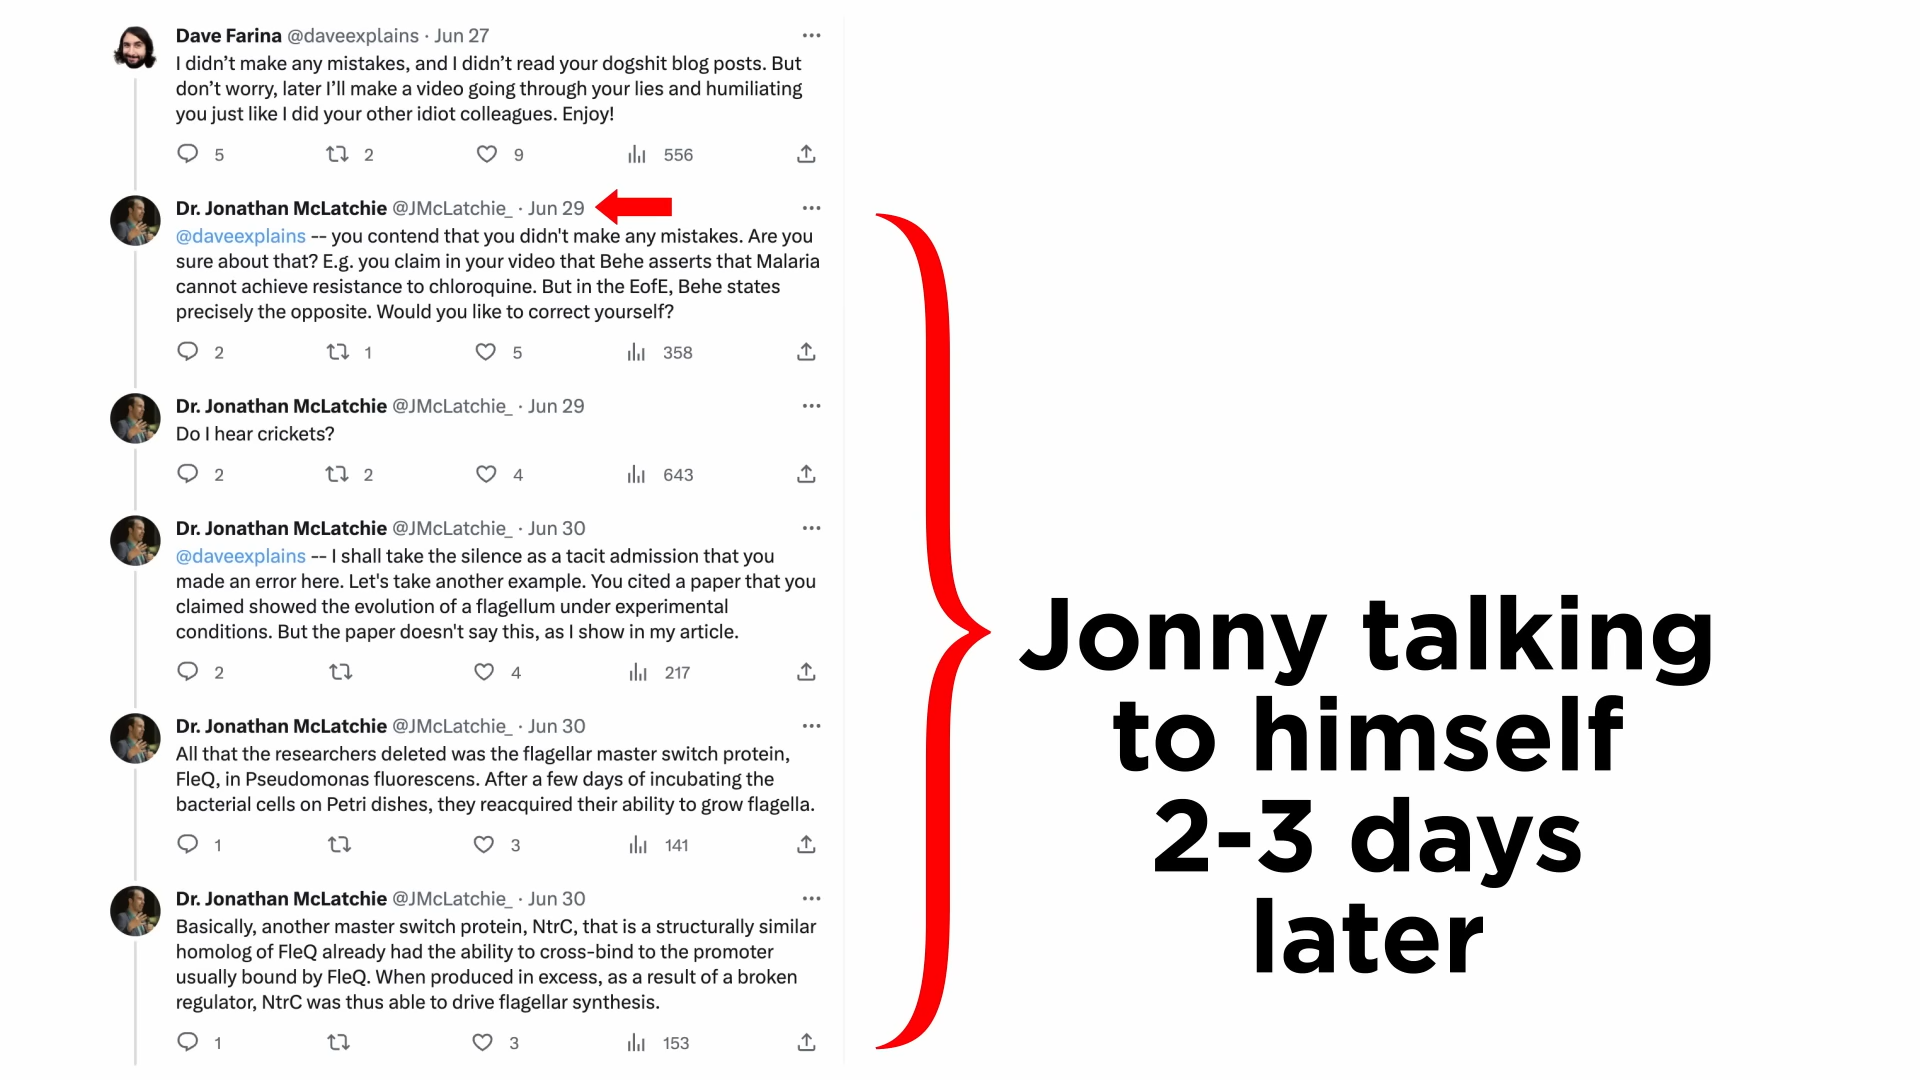 Dave Farina @daveexplains · Jun 27
I didn’t make any mistakes, and I didn’t read your dogshit blog posts. But
don’t worry, later I’ll make a video going through your lies and humiliating
you just like I did your other idiot colleagues. Enjoy!
5 2 9 556
Dr. Jonathan McLatchie @JMcLatchie_ · Jun 29
@daveexplains -- you contend that you didn't make any mistakes. Are you
sure about that? E.g. you claim in your video that Behe asserts that Malaria
cannot achieve resistance to chloroquine. But in the EofE, Behe states
precisely the opposite. Would you like to correct yourself?
2 1 5 358
Dr. Jonathan McLatchie @JMcLatchie_ · Jun 29
Do I hear crickets?
2 2 4 643
Dr. Jonathan McLatchie @JMcLatchie_ · Jun 30
@daveexplains -- I shall take the silence as a tacit admission that you
made an error here. Let's take another example. You cited a paper that you
claimed showed the evolution of a flagellum under experimental
conditions. But the paper doesn't say this, as I show in my article.
2 4 217
Dr. Jonathan McLatchie @JMcLatchie_ · Jun 30
All that the researchers deleted was the flagellar master switch protein,
FleQ, in Pseudomonas fluorescens. After a few days of incubating the
bacterial cells on Petri dishes, they reacquired their ability to grow flagella.
1 3 141
Dr. Jonathan McLatchie @JMcLatchie_ · Jun 30
Basically, another master switch protein, NtrC, that is a structurally similar
homolog of FleQ already had the ability to cross-bind to the promoter
usually bound by FleQ. When produced in excess, as a result of a broken
regulator, NtrC was thus able to drive flagellar synthesis.
1 3 153
Jonny talking
to himself
2-3 days
later